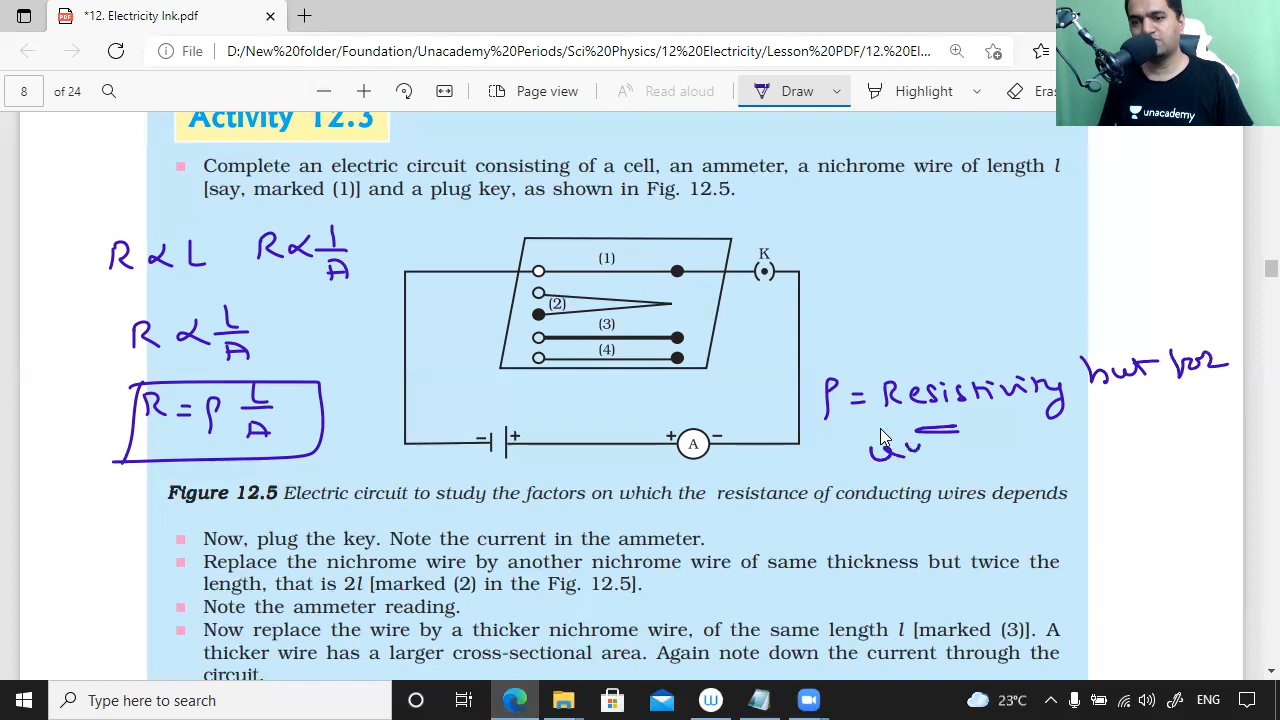 *12. Electricity Ink.pdf
File
D:/New%20folder/Foundation/Unacademy%20Periods/Sci%20Physics/12%20Electricity/Lesson%20PDF/12.%20El...
8 of 24
Page view
Read aloud
Draw
Highlight
Eras
unacademy
Activity 12.3
Complete an electric circuit consisting of a cell, an ammeter, a nichrome wire of length l
[say, marked (1)] and a plug key, as shown in Fig. 12.5.
R ∝ L R ∝ 1/A
R ∝ L/A
R = ρ L/A
(1)
K
(2)
(3)
(4)
ρ = Resistivity but for
− +
+ A −
Figure 12.5 Electric circuit to study the factors on which the resistance of conducting wires depends
Now, plug the key. Note the current in the ammeter.
Replace the nichrome wire by another nichrome wire of same thickness but twice the
length, that is 2l [marked (2) in the Fig. 12.5].
Note the ammeter reading.
Now replace the wire by a thicker nichrome wire, of the same length l [marked (3)]. A
thicker wire has a larger cross-sectional area. Again note down the current through the
circuit.
Type here to search
23°C
ENG